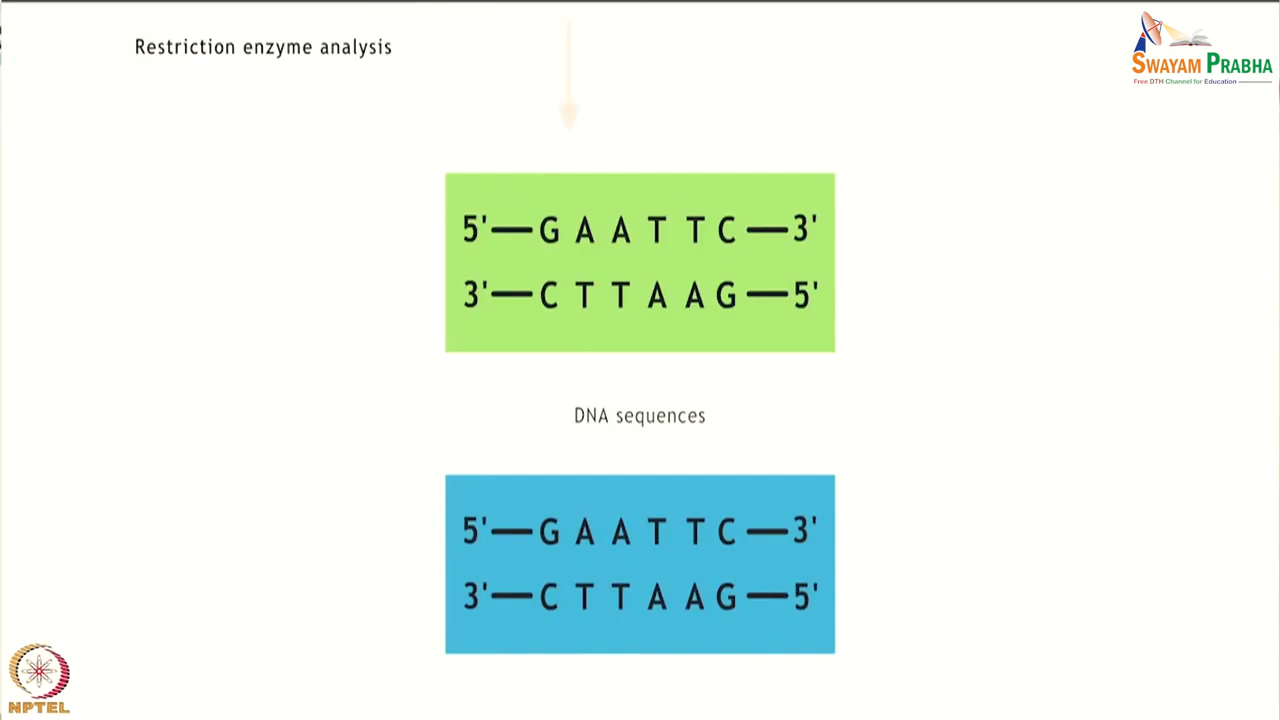 Restriction enzyme analysis
SWAYAM PRABHA
Free DTH Channel for Education
5'—G A A T T C—3'
3'—C T T A A G—5'
DNA sequences
5'—G A A T T C—3'
3'—C T T A A G—5'
NPTEL